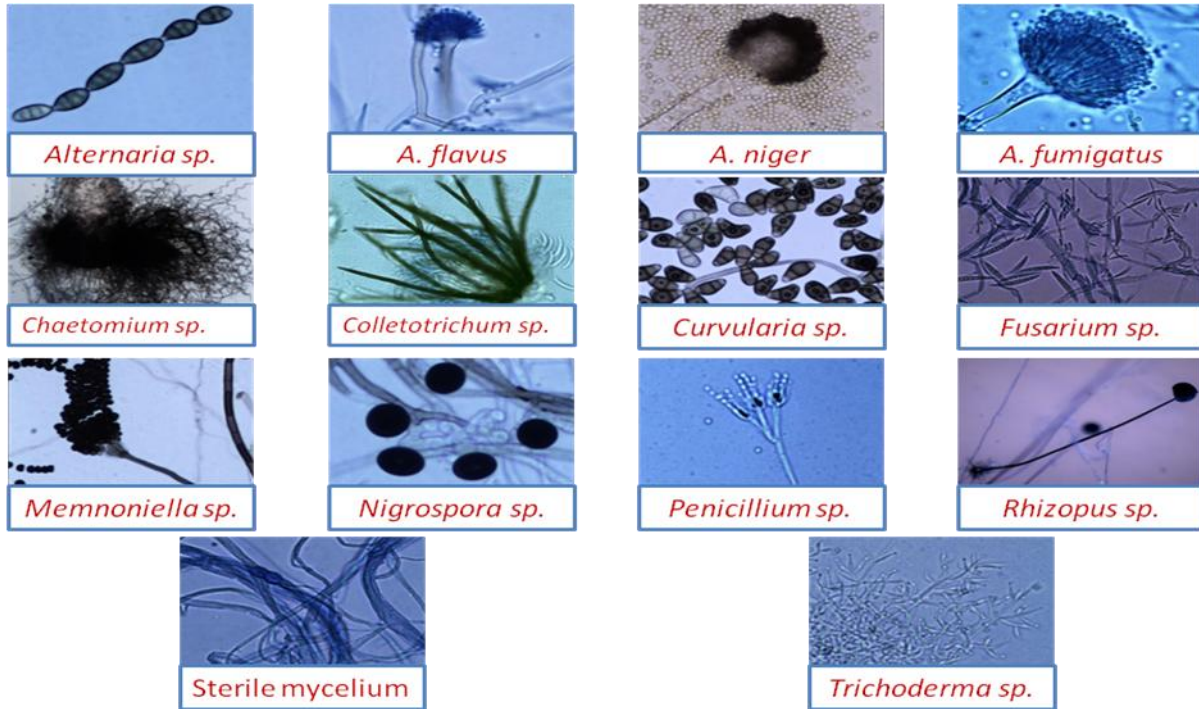 Alternaria sp.
A. flavus
A. niger
A. fumigatus
Chaetomium sp.
Colletotrichum sp.
Curvularia sp.
Fusarium sp.
Memnoniella sp.
Nigrospora sp.
Penicillium sp.
Rhizopus sp.
Sterile mycelium
Trichoderma sp.